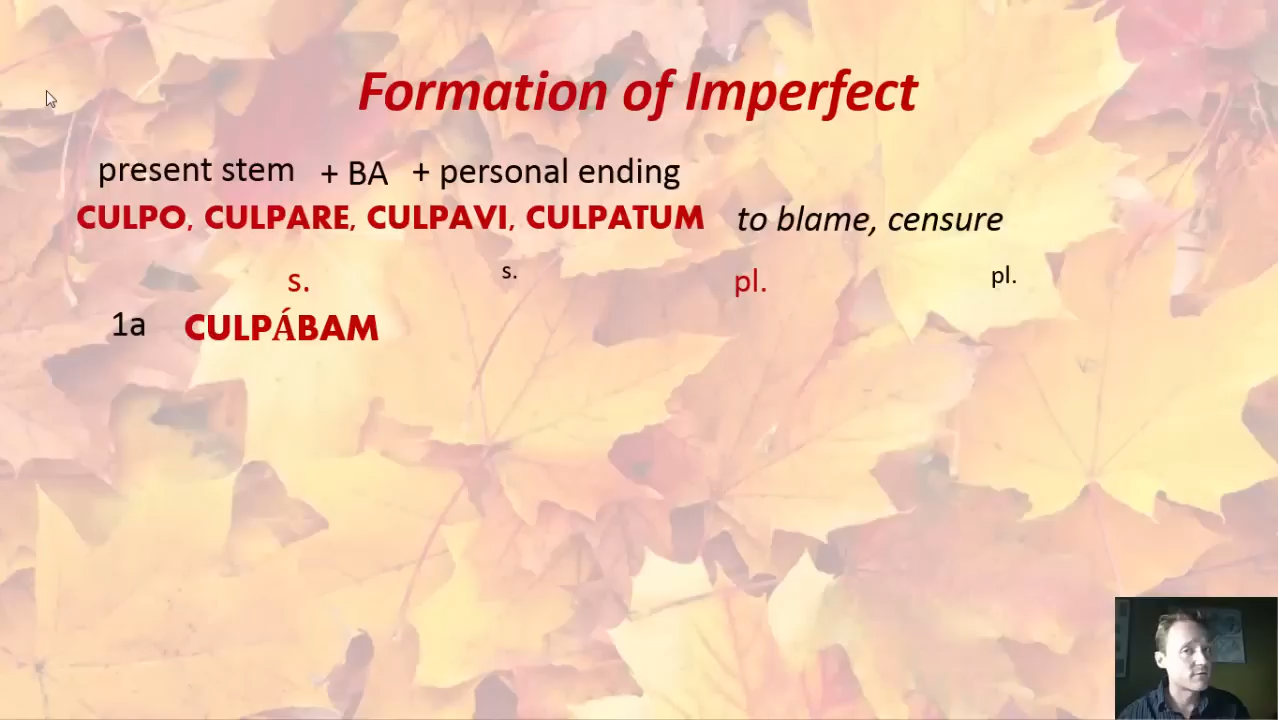 Formation of Imperfect
present stem + BA + personal ending
CULPO, CULPARE, CULPAVI, CULPATUM to blame, censure
s. s. pl. pl.
1a CULPÁBAM